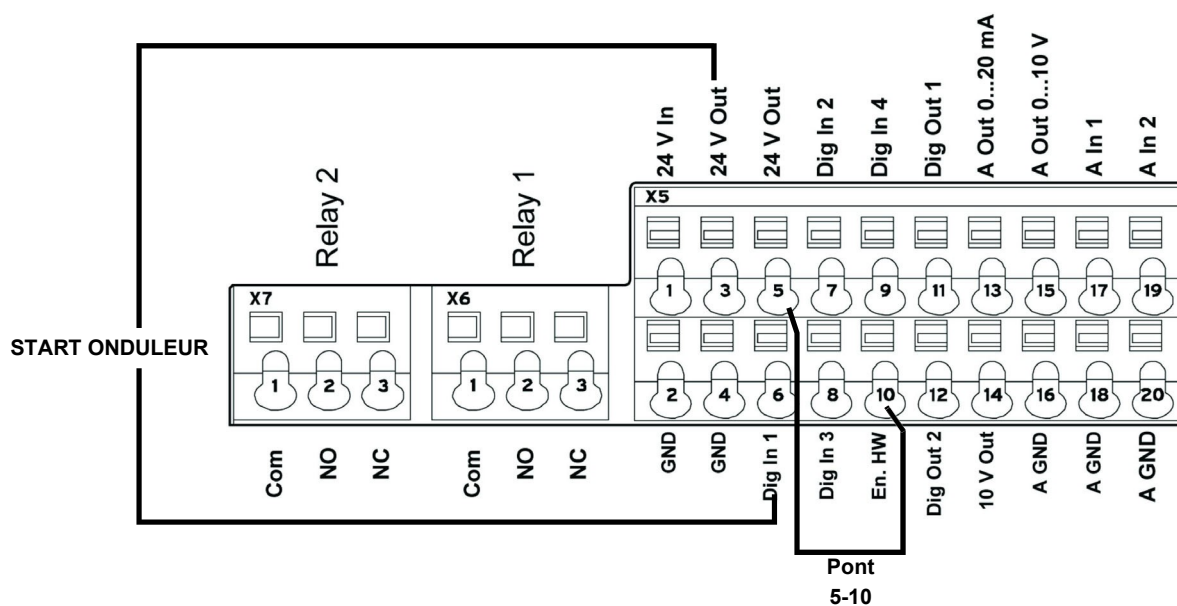 24 V In
24 V Out
24 V Out
Dig In 2
Dig In 4
Dig Out 1
A Out 0...20 mA
A Out 0...10 V
A In 1
A In 2
Relay 2
Relay 1
X5
1 3 5 7 9 11 13 15 17 19
X7
X6
START ONDULEUR
1 2 3
1 2 3
2 4 6 8 10 12 14 16 18 20
Com
NO
NC
Com
NO
NC
GND
GND
Dig In 1
Dig In 3
En. HW
Dig Out 2
10 V Out
A GND
A GND
A GND
Pont
5-10